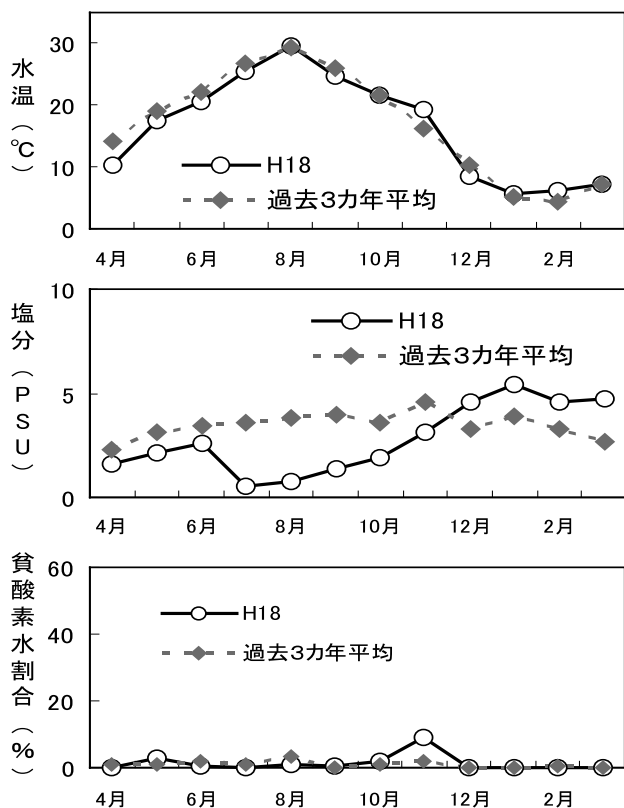 水温(℃)
30
20
10
0
H18
過去3カ年平均
4月 6月 8月 10月 12月 2月
塩分(PSU)
10
5
0
H18
過去3カ年平均
4月 6月 8月 10月 12月 2月
貧酸素水割合(%)
60
40
20
0
H18
過去3カ年平均
4月 6月 8月 10月 12月 2月